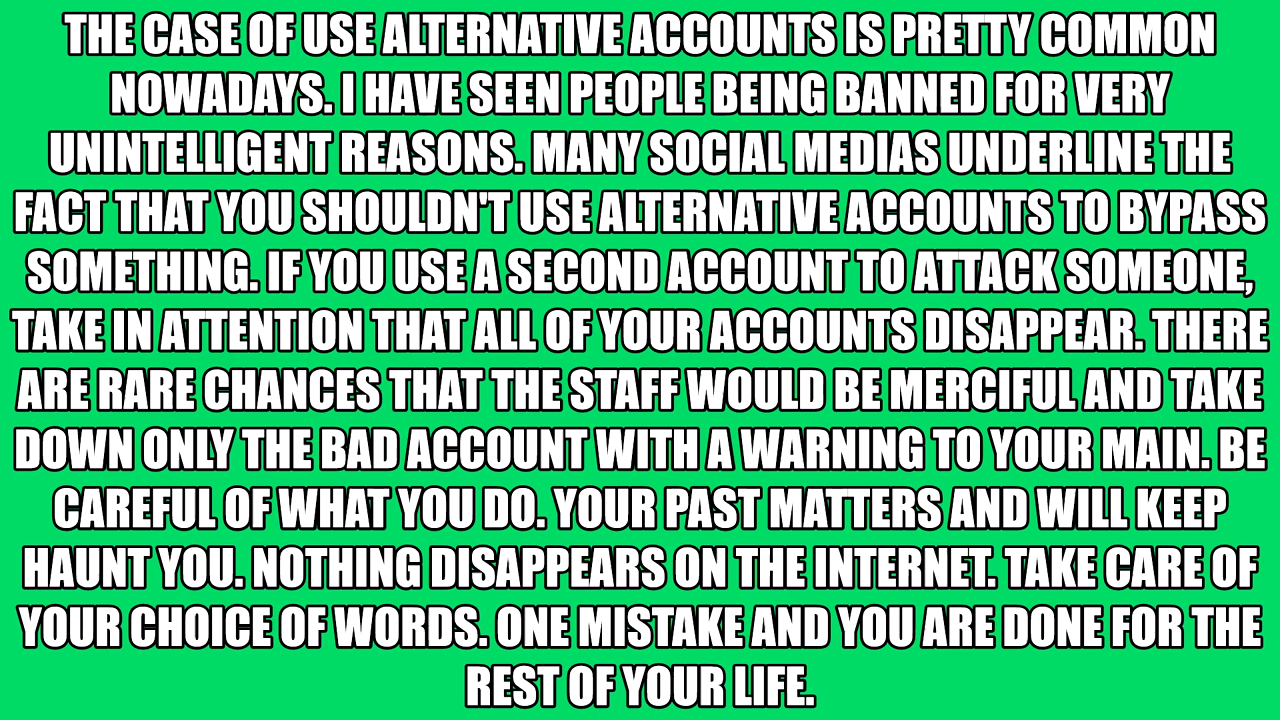 THE CASE OF USE ALTERNATIVE ACCOUNTS IS PRETTY COMMON
NOWADAYS. I HAVE SEEN PEOPLE BEING BANNED FOR VERY
UNINTELLIGENT REASONS. MANY SOCIAL MEDIAS UNDERLINE THE
FACT THAT YOU SHOULDN'T USE ALTERNATIVE ACCOUNTS TO BYPASS
SOMETHING. IF YOU USE A SECOND ACCOUNT TO ATTACK SOMEONE,
TAKE IN ATTENTION THAT ALL OF YOUR ACCOUNTS DISAPPEAR. THERE
ARE RARE CHANCES THAT THE STAFF WOULD BE MERCIFUL AND TAKE
DOWN ONLY THE BAD ACCOUNT WITH A WARNING TO YOUR MAIN. BE
CAREFUL OF WHAT YOU DO. YOUR PAST MATTERS AND WILL KEEP
HAUNT YOU. NOTHING DISAPPEARS ON THE INTERNET. TAKE CARE OF
YOUR CHOICE OF WORDS. ONE MISTAKE AND YOU ARE DONE FOR THE
REST OF YOUR LIFE.